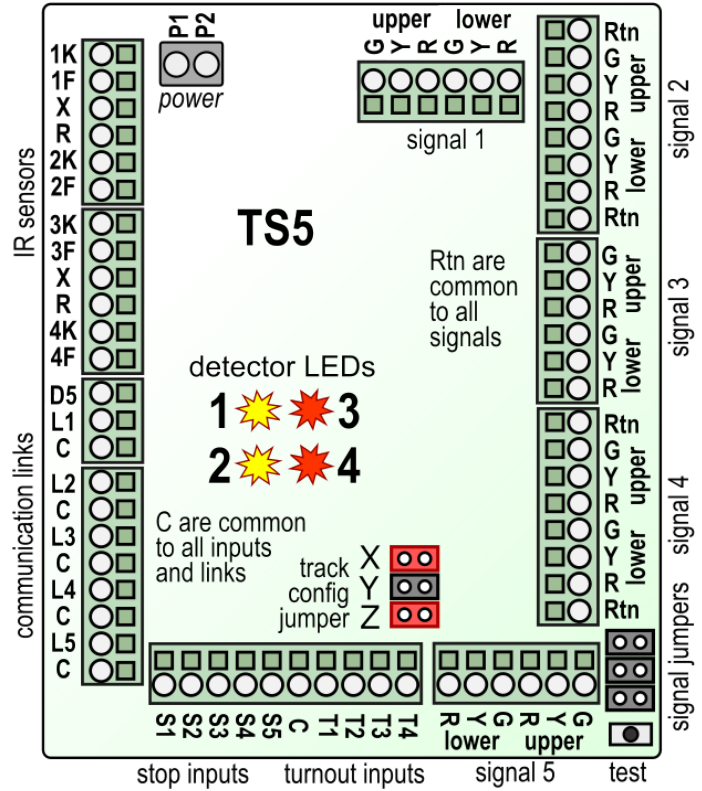 P1 P2
power
upper lower
G Y R G Y R
signal 1
1K
1F
X
R
2K
2F
3K
3F
X
R
4K
4F
IR sensors
D5
L1
C
L2
C
L3
C
L4
C
L5
C
communication links
TS5
Rtn are
common
to all
signals
detector LEDs
1 3
2 4
C are common
to all inputs
and links
track
config
jumper
X
Y
Z
Rtn
G
Y
R
upper
G
Y
R
lower
Rtn
signal 2
G
Y
R
upper
G
Y
R
lower
signal 3
Rtn
G
Y
R
upper
G
Y
R
lower
Rtn
signal 4
signal jumpers
S1 S2 S3 S4 S5 C T1 T2 T3 T4
R Y G R Y G
lower upper
stop inputs turnout inputs signal 5 test